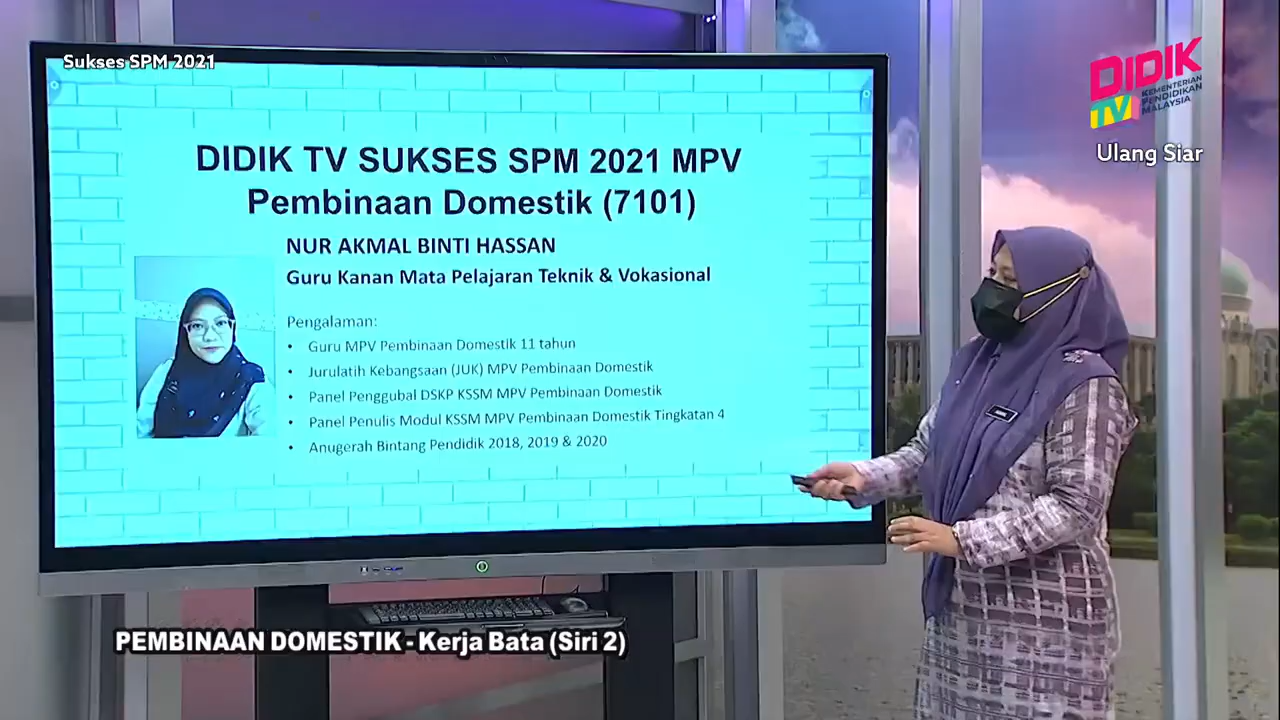 Sukses SPM 2021
DIDIK TV SUKSES SPM 2021 MPV
Pembinaan Domestik (7101)
NUR AKMAL BINTI HASSAN
Guru Kanan Mata Pelajaran Teknik & Vokasional
Pengalaman:
• Guru MPV Pembinaan Domestik 11 tahun
• Jurulatih Kebangsaan (JUK) MPV Pembinaan Domestik
• Panel Penggubal DSKP KSSM MPV Pembinaan Domestik
• Panel Penulis Modul KSSM MPV Pembinaan Domestik Tingkatan 4
• Anugerah Bintang Pendidik 2018, 2019 & 2020
DIDIK
TV
KEMENTERIAN
PENDIDIKAN
MALAYSIA
Ulang Siar
PEMBINAAN DOMESTIK - Kerja Bata (Siri 2)